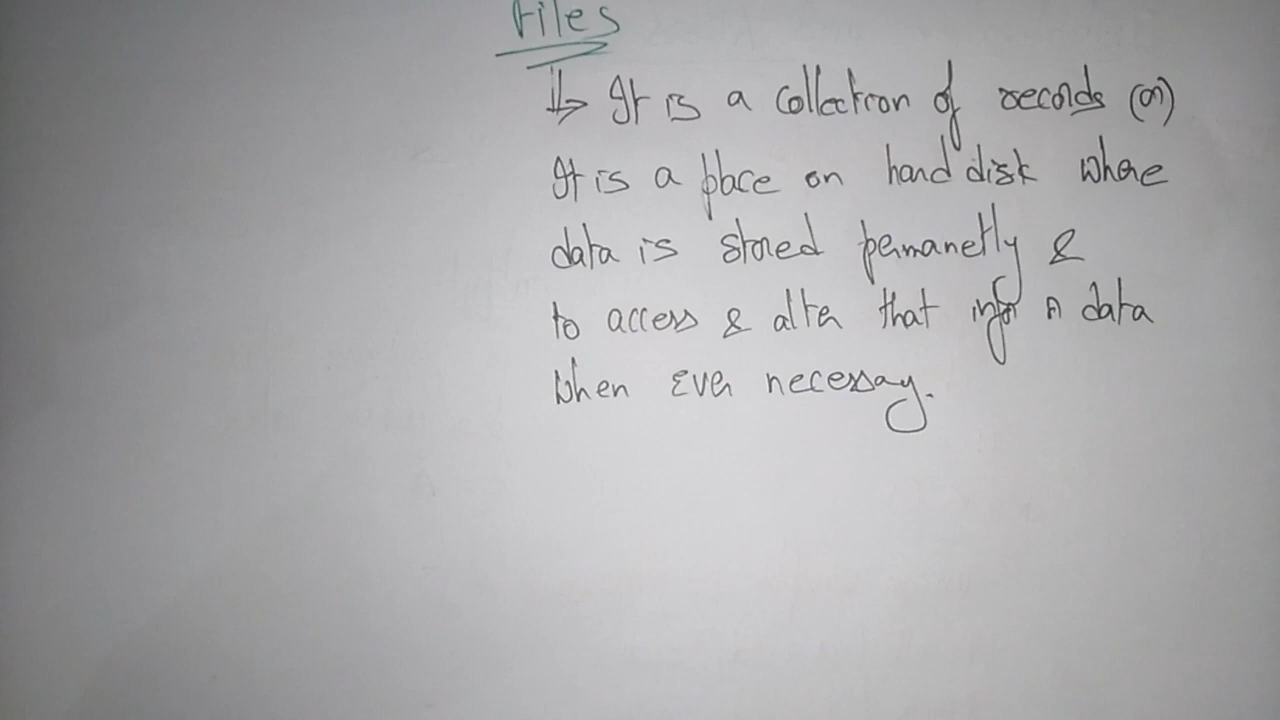 Files
↳ It is a collection of records (or)
It is a place on hard disk where
data is stored permanetly &
to access & alter that infor n data
when ever necessay.